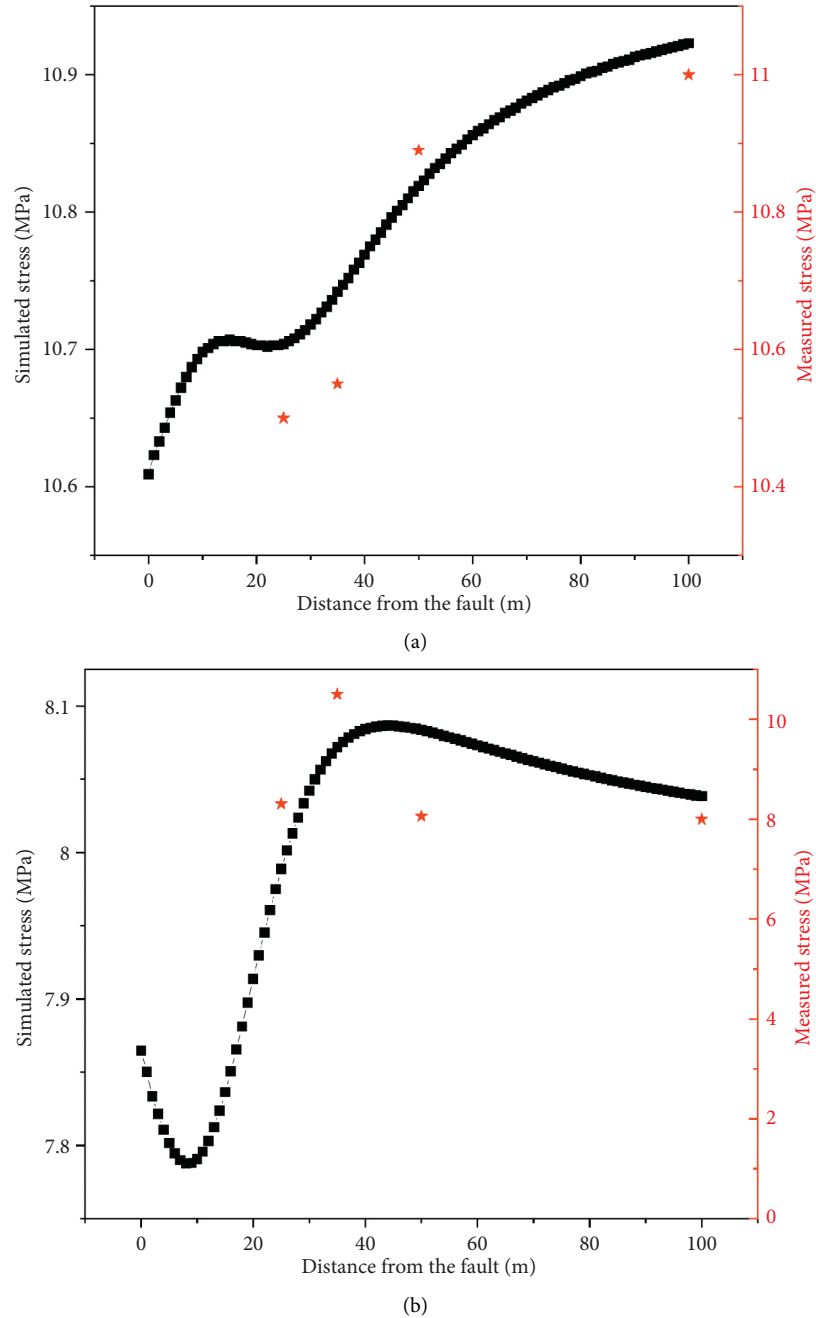 10.9
10.8
10.7
10.6
Simulated stress (MPa)
11
10.8
10.6
10.4
Measured stress (MPa)
0 20 40 60 80 100
Distance from the fault (m)
(a)
8.1
8
7.9
7.8
Simulated stress (MPa)
10
8
6
4
2
0
Measured stress (MPa)
0 20 40 60 80 100
Distance from the fault (m)
(b)